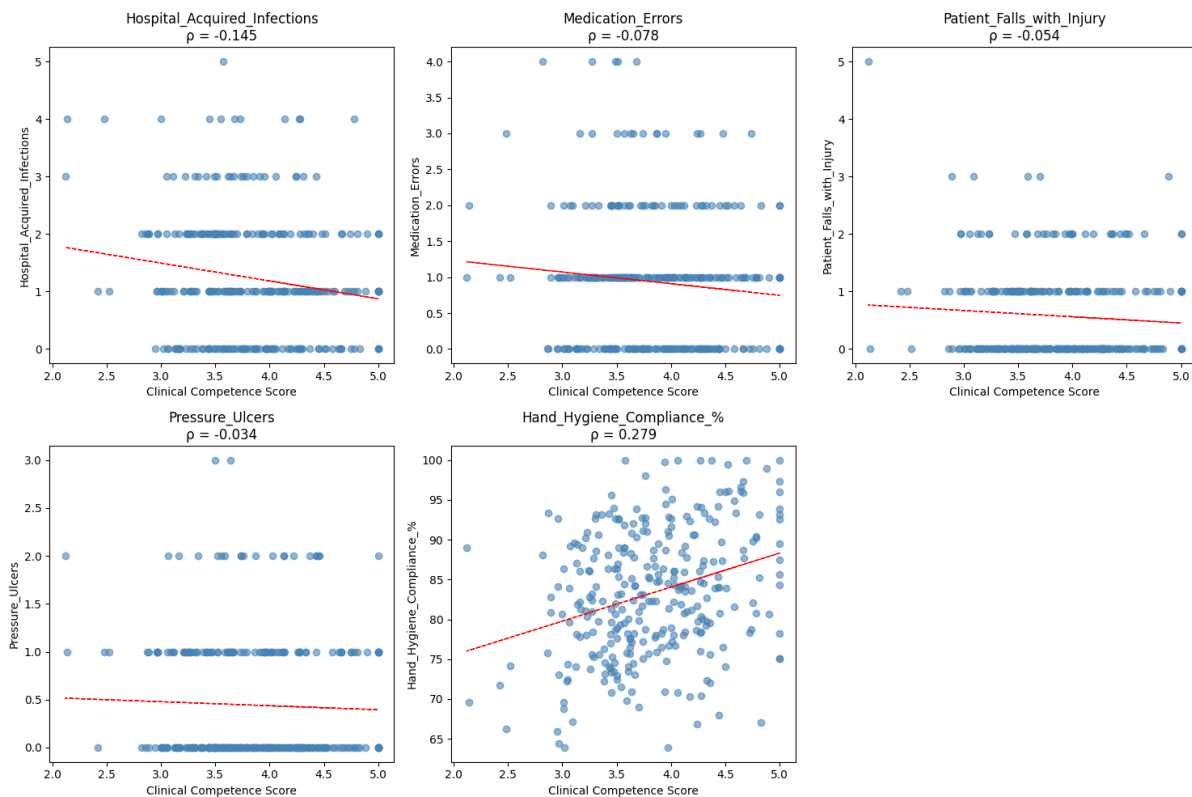 Hospital_Acquired_Infections
ρ = -0.145
Hospital_Acquired_Infections
5
4
3
2
1
0
2.0 2.5 3.0 3.5 4.0 4.5 5.0
Clinical Competence Score
Medication_Errors
ρ = -0.078
Medication_Errors
4.0
3.5
3.0
2.5
2.0
1.5
1.0
0.5
0.0
2.0 2.5 3.0 3.5 4.0 4.5 5.0
Clinical Competence Score
Patient_Falls_with_Injury
ρ = -0.054
Patient_Falls_with_Injury
5
4
3
2
1
0
2.0 2.5 3.0 3.5 4.0 4.5 5.0
Clinical Competence Score
Pressure_Ulcers
ρ = -0.034
Pressure_Ulcers
3.0
2.5
2.0
1.5
1.0
0.5
0.0
2.0 2.5 3.0 3.5 4.0 4.5 5.0
Clinical Competence Score
Hand_Hygiene_Compliance_%
ρ = 0.279
Hand_Hygiene_Compliance_%
100
95
90
85
80
75
70
65
2.0 2.5 3.0 3.5 4.0 4.5 5.0
Clinical Competence Score